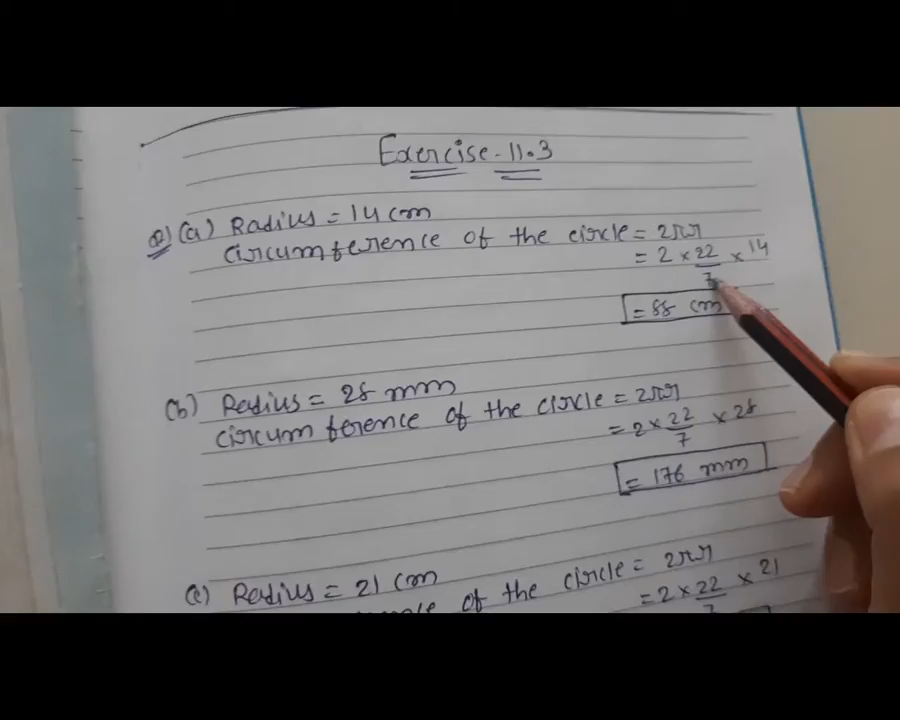 Exercise-11.3
Q1) (a) Radius = 14 cm
Circumference of the circle = 2πr
= 2 × 22/7 × 14
= 88 cm
(b) Radius = 28 mm
circumference of the circle = 2πr
= 2 × 22/7 × 28
= 176 mm
(c) Radius = 21 cm
of the circle = 2πr
= 2 × 22/7 × 21